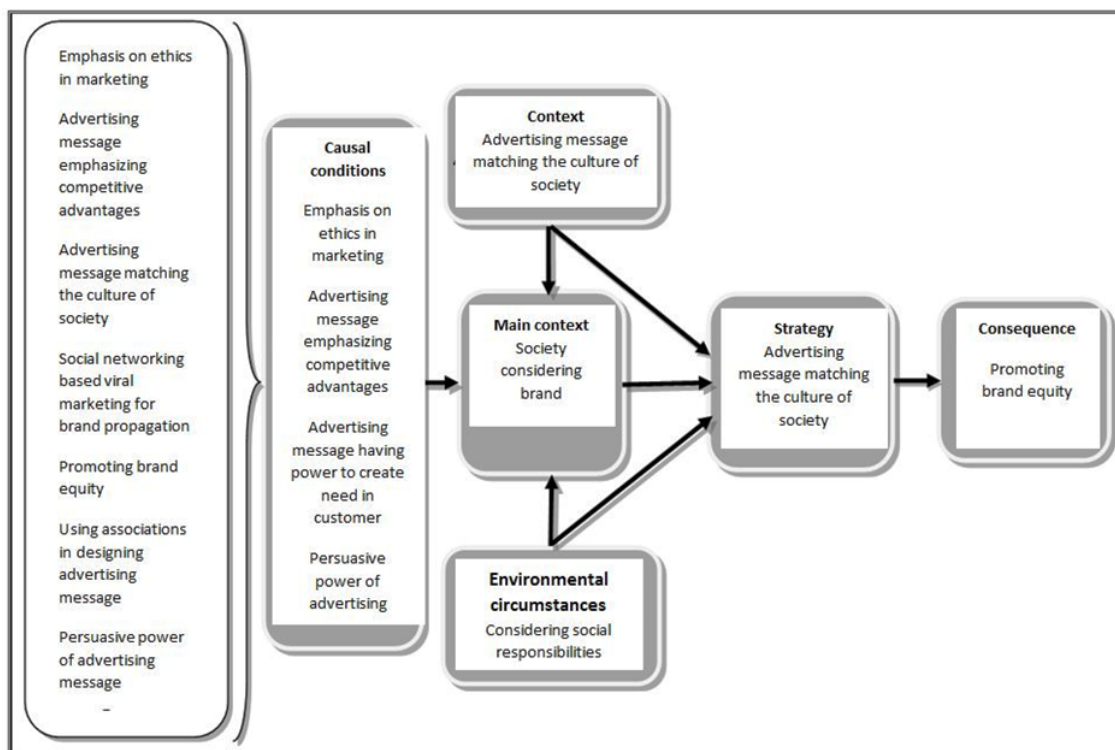 Emphasis on ethics
in marketing
Advertising
message
emphasizing
competitive
advantages
Advertising
message matching
the culture of
society
Social networking
based viral
marketing for
brand propagation
Promoting brand
equity
Using associations
in designing
advertising
message
Persuasive power
of advertising
message
–
Causal
conditions
Emphasis on
ethics in
marketing
Advertising
message
emphasizing
competitive
advantages
Advertising
message having
power to create
need in
customer
Persuasive
power of
advertising
Context
Advertising message
matching the culture of
society
Main context
Society
considering
brand
Environmental
circumstances
Considering social
responsibilities
Strategy
Advertising
message matching
the culture of
society
Consequence
Promoting
brand equity